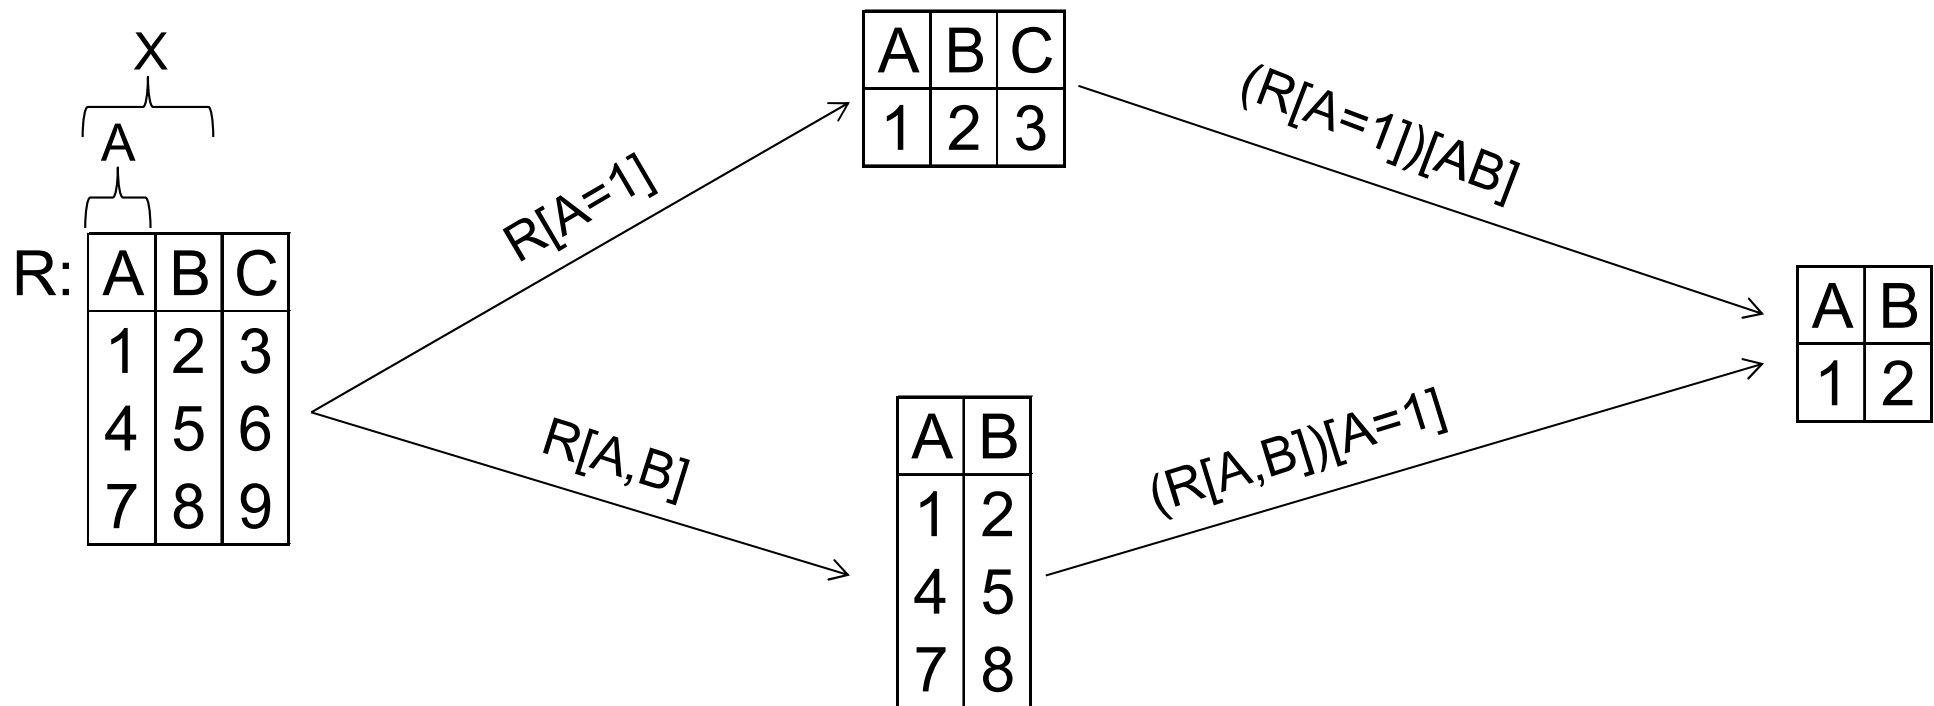 X
A
R:
A B C
1 2 3
4 5 6
7 8 9
R[A=1]
A B C
1 2 3
(R[A=1])[AB]
R[A,B]
A B
1 2
4 5
7 8
(R[A,B])[A=1]
A B
1 2